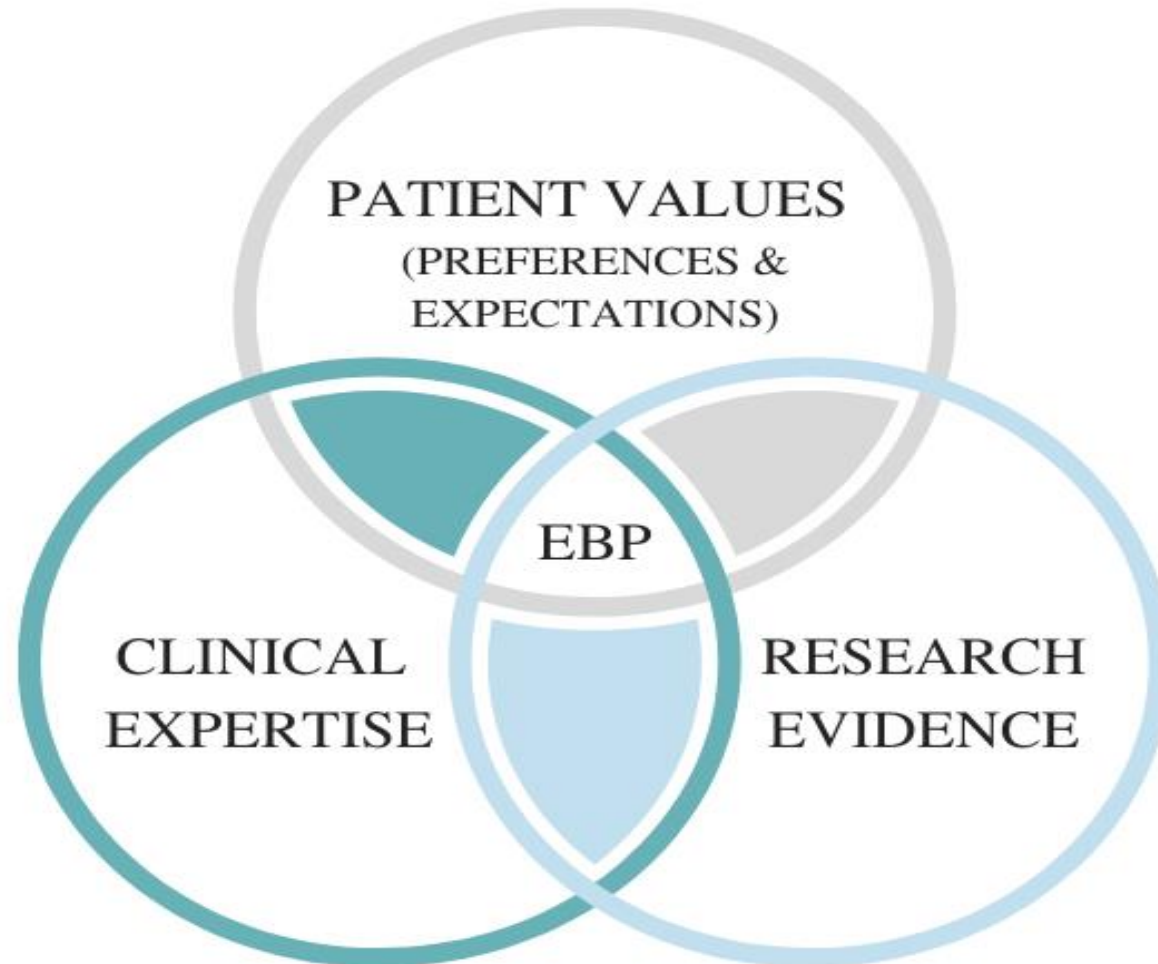 PATIENT VALUES
(PREFERENCES &
EXPECTATIONS)
EBP
CLINICAL
EXPERTISE
RESEARCH
EVIDENCE